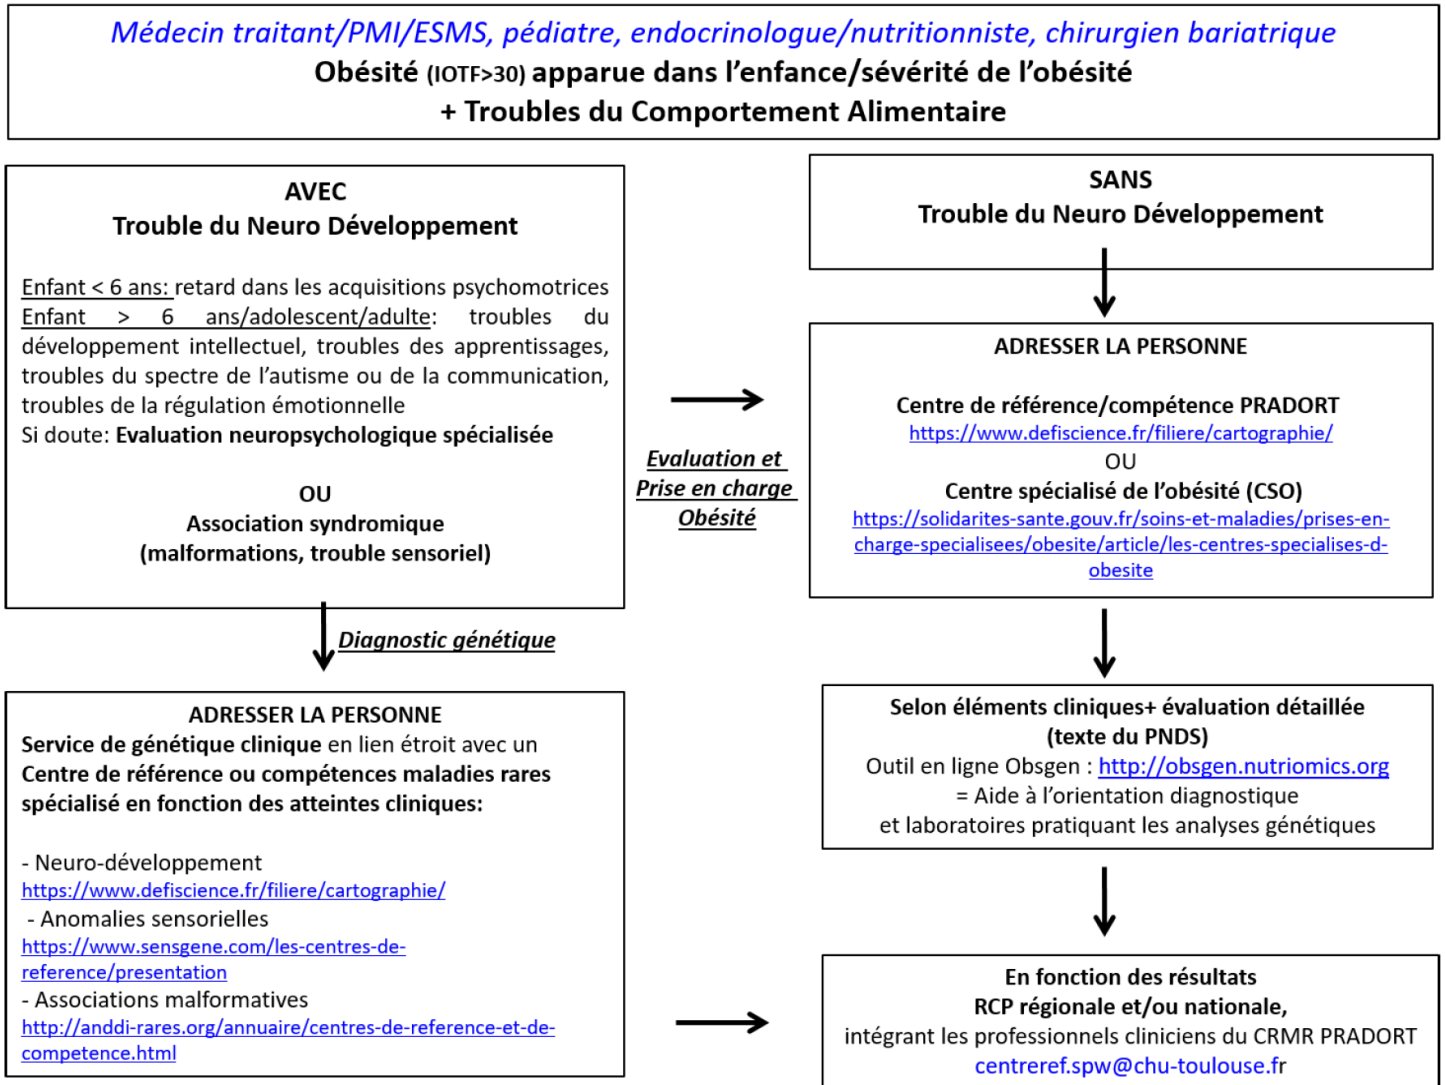 Médecin traitant/PMI/ESMS, pédiatre, endocrinologue/nutritionniste, chirurgien bariatrique
Obésité (IOTF>30) apparue dans l’enfance/sévérité de l’obésité
+ Troubles du Comportement Alimentaire
AVEC
Trouble du Neuro Développement
Enfant < 6 ans: retard dans les acquisitions psychomotrices
Enfant > 6 ans/adolescent/adulte: troubles du
développement intellectuel, troubles des apprentissages,
troubles du spectre de l’autisme ou de la communication,
troubles de la régulation émotionnelle
Si doute: Evaluation neuropsychologique spécialisée
OU
Association syndromique
(malformations, trouble sensoriel)
Evaluation et
Prise en charge
Obésité
SANS
Trouble du Neuro Développement
ADRESSER LA PERSONNE
Centre de référence/compétence PRADORT
https://www.defiscience.fr/filiere/cartographie/
OU
Centre spécialisé de l’obésité (CSO)
https://solidarites-sante.gouv.fr/soins-et-maladies/prises-en-
charge-specialisees/obesite/article/les-centres-specialises-d-
obesite
Diagnostic génétique
ADRESSER LA PERSONNE
Service de génétique clinique en lien étroit avec un
Centre de référence ou compétences maladies rares
spécialisé en fonction des atteintes cliniques:
- Neuro-développement
https://www.defiscience.fr/filiere/cartographie/
- Anomalies sensorielles
https://www.sensgene.com/les-centres-de-
reference/presentation
- Associations malformatives
http://anddi-rares.org/annuaire/centres-de-reference-et-de-
competence.html
Selon éléments cliniques+ évaluation détaillée
(texte du PNDS)
Outil en ligne Obsgen : http://obsgen.nutriomics.org
= Aide à l’orientation diagnostique
et laboratoires pratiquant les analyses génétiques
En fonction des résultats
RCP régionale et/ou nationale,
intégrant les professionnels cliniciens du CRMR PRADORT
centreref.spw@chu-toulouse.fr